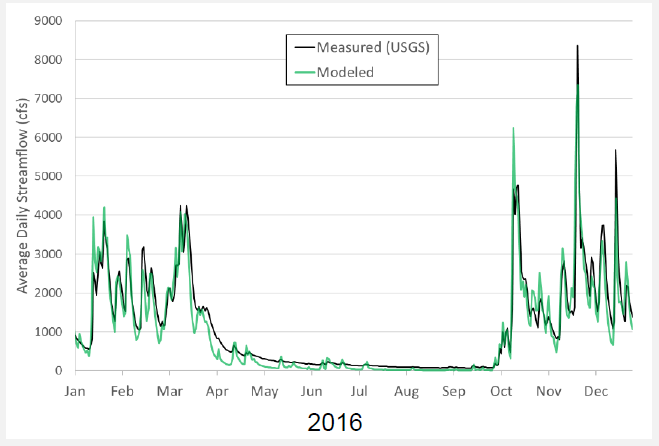 9000
8000
7000
6000
5000
4000
3000
2000
1000
0
Average Daily Streamflow (cfs)
Measured (USGS)
Modeled
Jan Feb Mar Apr May Jun Jul Aug Sep Oct Nov Dec
2016